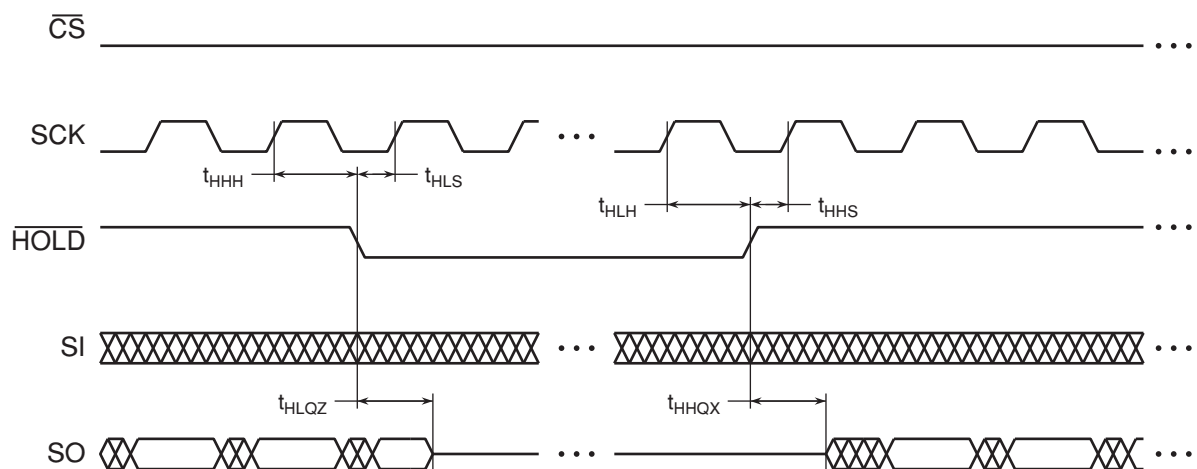 CS
SCK
tHHH
tHLS
tHLH
tHHS
HOLD
SI
tHLQZ
tHHQX
SO